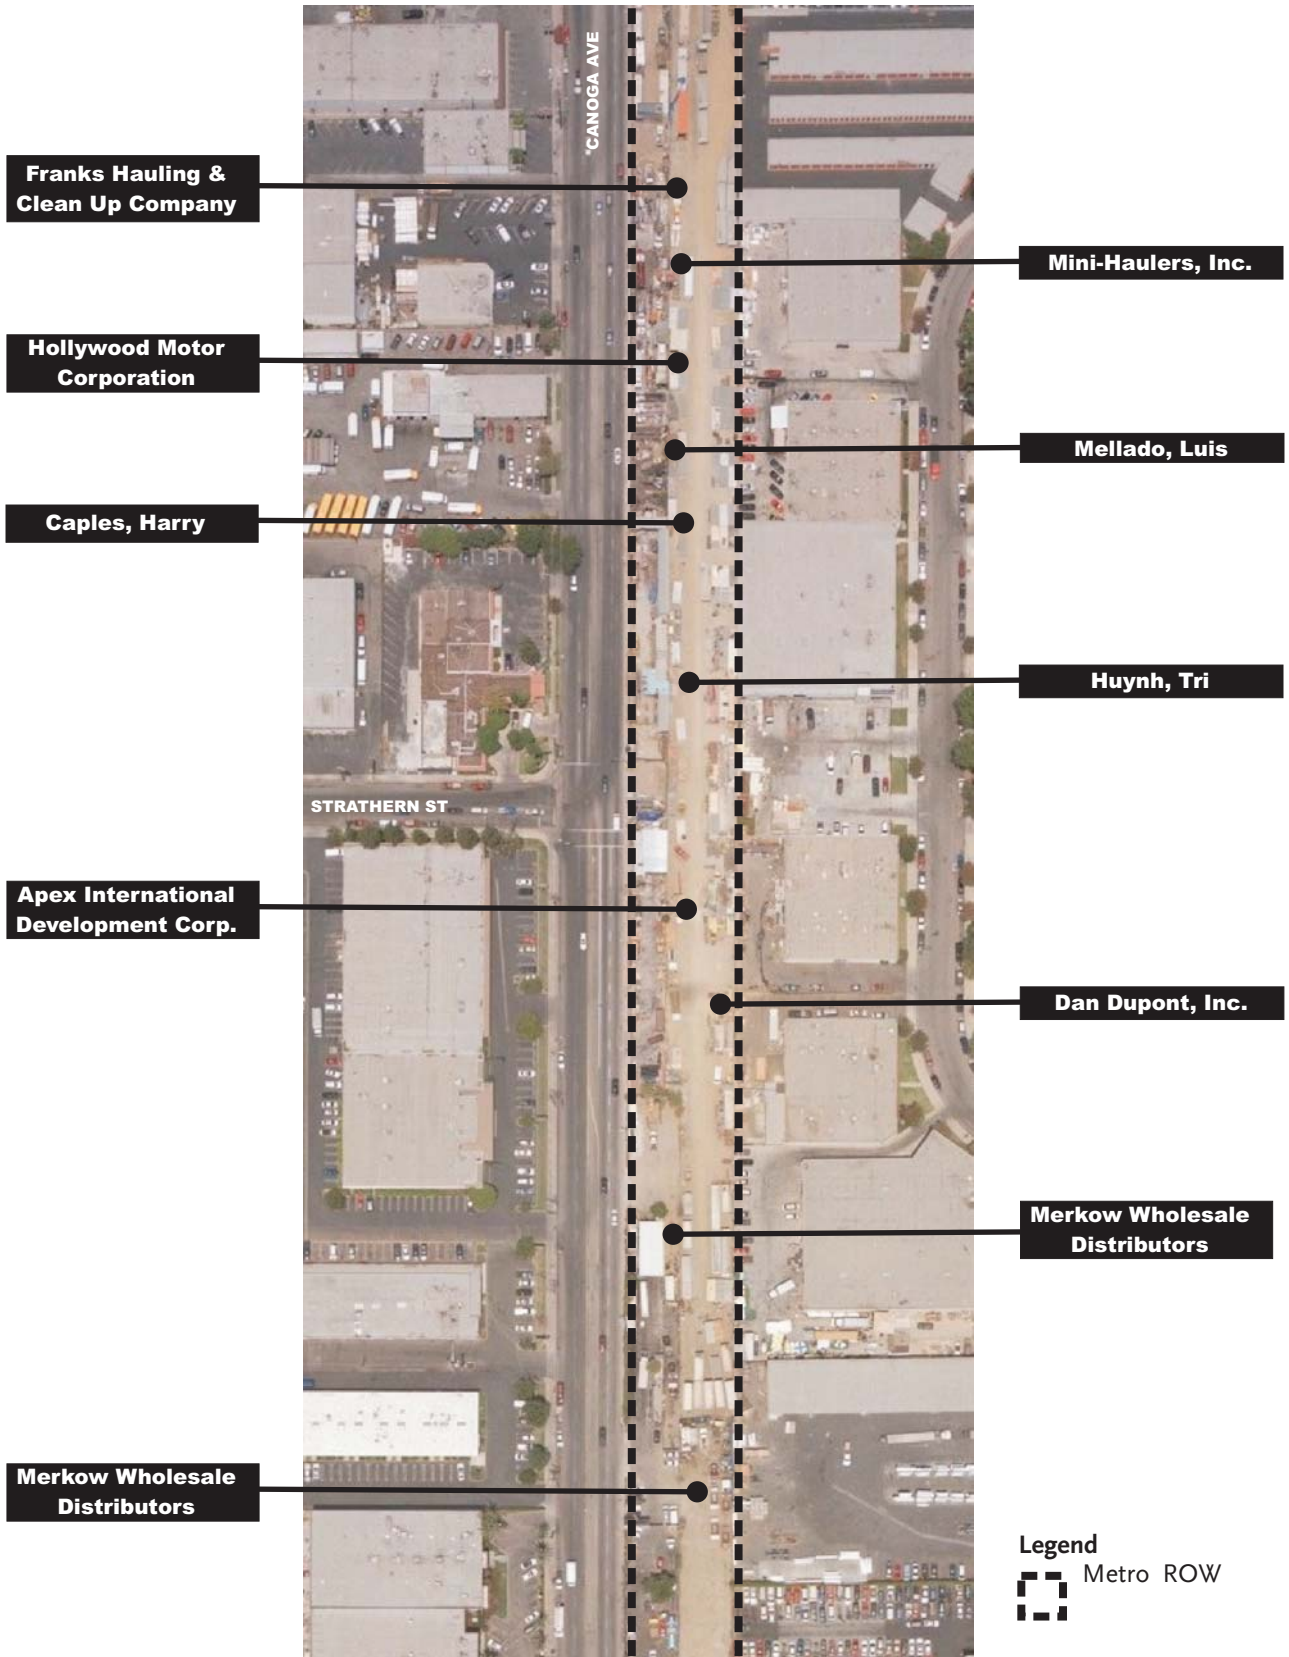 CANOGA AVE
Franks Hauling &
Clean Up Company
Mini-Haulers, Inc.
Hollywood Motor
Corporation
Mellado, Luis
Caples, Harry
Huynh, Tri
STRATHERN ST
Apex International
Development Corp.
Dan Dupont, Inc.
Merkow Wholesale
Distributors
Merkow Wholesale
Distributors
Legend
Metro ROW